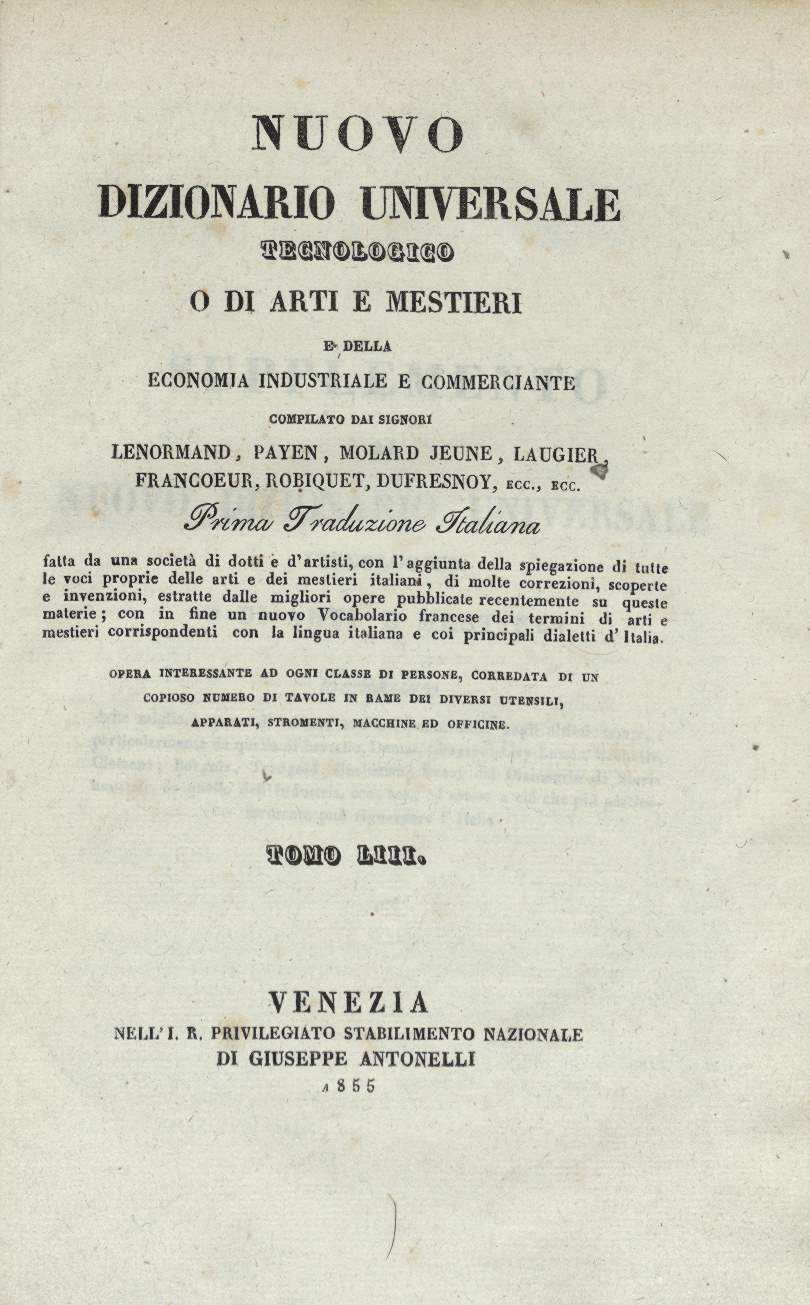 NUOVO
DIZIONARIO UNIVERSALE
TECNOLOGICO
O DI ARTI E MESTIERI
E DELLA
ECONOMIA INDUSTRIALE E COMMERCIANTE
COMPILATO DAI SIGNORI
LENORMAND, PAYEN, MOLARD JEUNE, LAUGIER,
FRANCOEUR, ROBIQUET, DUFRESNOY, ECC., ECC.
Prima Traduzione Italiana
fatta da una società di dotti e d'artisti, con l'aggiunta della spiegazione di tutte
le voci proprie delle arti e dei mestieri italiani, di molte correzioni, scoperte
e invenzioni, estratte dalle migliori opere pubblicate recentemente su queste
materie; con in fine un nuovo Vocabolario francese dei termini di arti e
mestieri corrispondenti con la lingua italiana e coi principali dialetti d'Italia.
OPERA INTERESSANTE AD OGNI CLASSE DI PERSONE, CORREDATA DI UN
COPIOSO NUMERO DI TAVOLE IN RAME DEI DIVERSI UTENSILI,
APPARATI, STROMENTI, MACCHINE ED OFFICINE.
TOMO LIII.
VENEZIA
NELL' I. R. PRIVILEGIATO STABILIMENTO NAZIONALE
DI GIUSEPPE ANTONELLI
1855